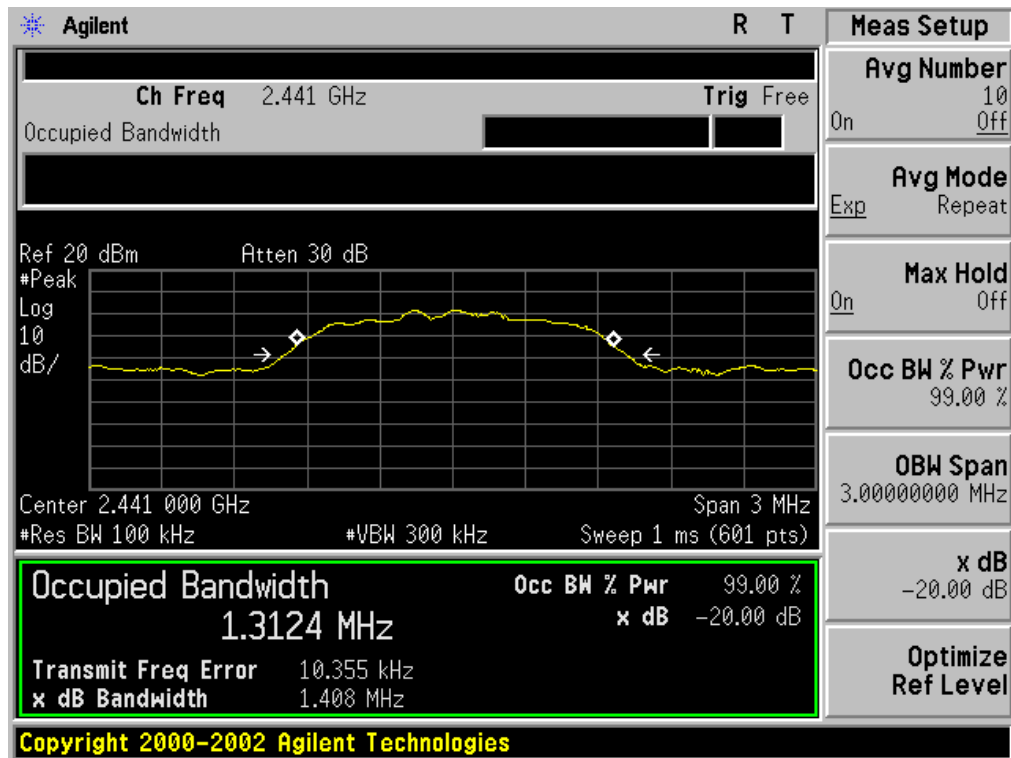 Agilent R T
Ch Freq 2.441 GHz Trig Free
Occupied Bandwidth
Ref 20 dBm Atten 30 dB
#Peak
Log
10
dB/
Center 2.441 000 GHz Span 3 MHz
#Res BW 100 kHz #VBW 300 kHz Sweep 1 ms (601 pts)
Occupied Bandwidth Occ BW % Pwr 99.00 %
1.3124 MHz x dB -20.00 dB
Transmit Freq Error 10.355 kHz
x dB Bandwidth 1.408 MHz
Copyright 2000-2002 Agilent Technologies
Meas Setup
Avg Number
10
On Off
Avg Mode
Exp Repeat
Max Hold
On Off
Occ BW % Pwr
99.00 %
OBW Span
3.00000000 MHz
x dB
-20.00 dB
Optimize
Ref Level